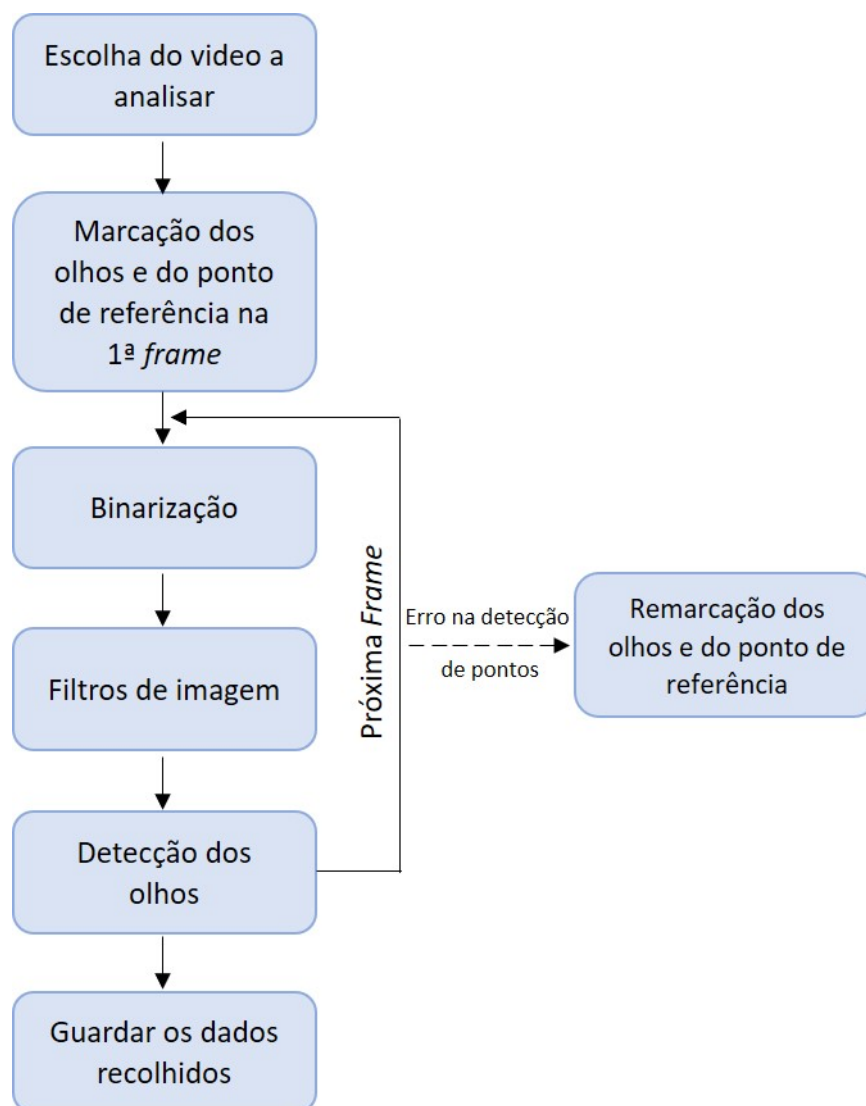 Escolha do video a
analisar
Marcação dos
olhos e do ponto
de referência na
1ª frame
Binarização
Filtros de imagem
Detecção dos
olhos
Guardar os dados
recolhidos
Próxima Frame
Erro na detecção
de pontos
Remarcação dos
olhos e do ponto de
referência